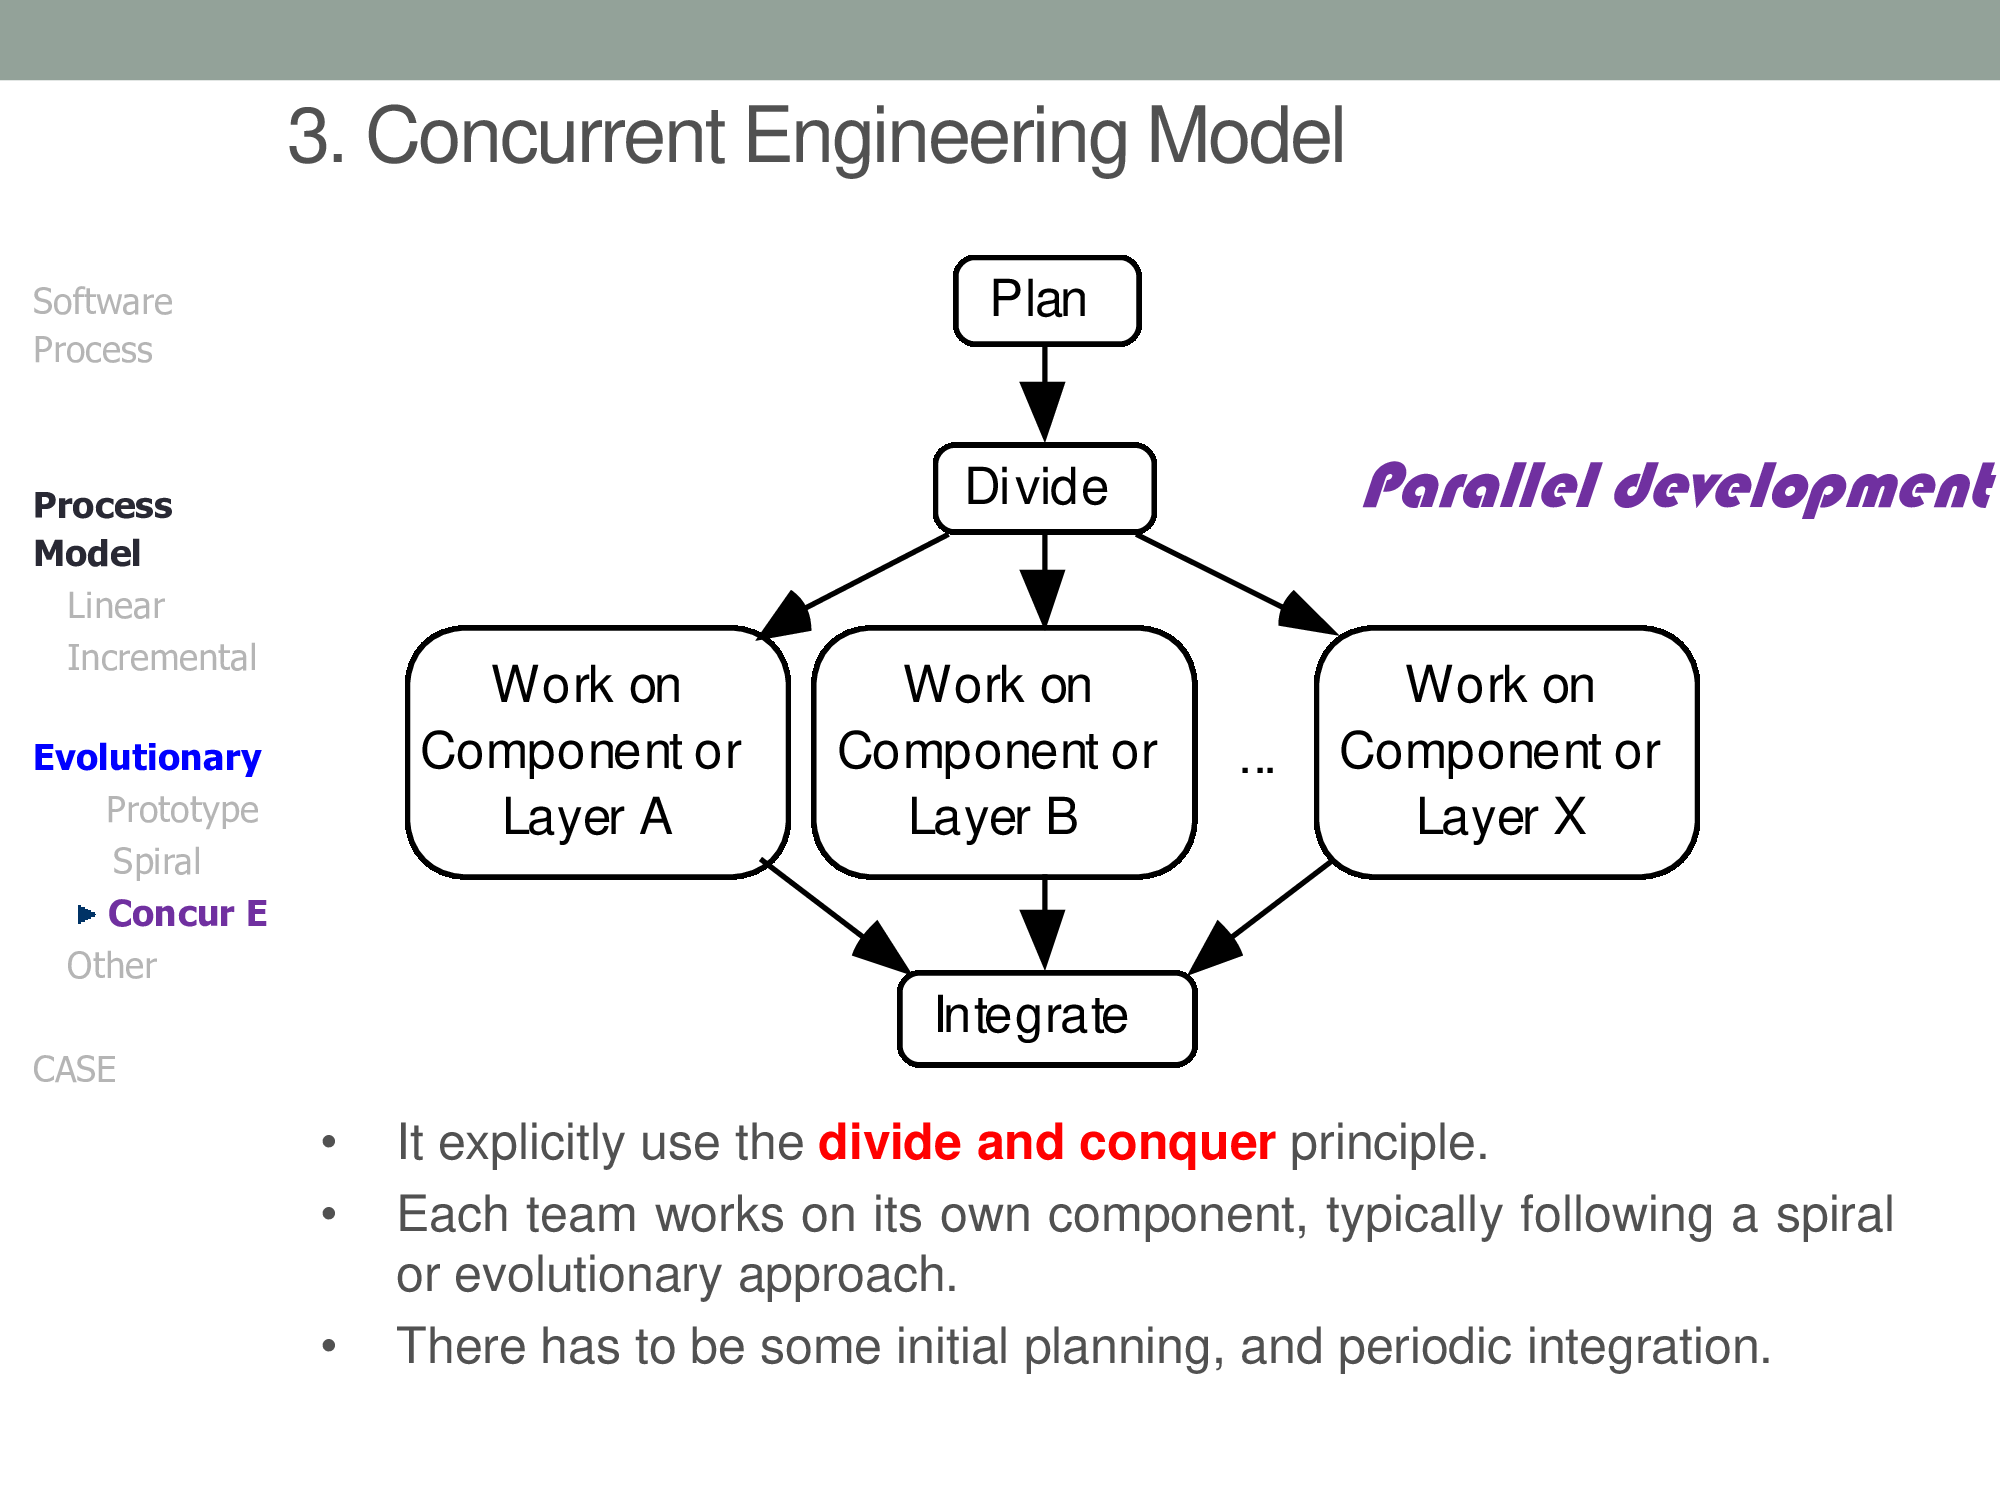 3. Concurrent Engineering Model
Software
Process
Process
Model
Linear
Incremental
Evolutionary
Prototype
Spiral
Concur E
Other
CASE
Plan
Divide
Parallel development
Work on
Component or
Layer A
Work on
Component or
Layer B
...
Work on
Component or
Layer X
Integrate
• It explicitly use the divide and conquer principle.
• Each team works on its own component, typically following a spiral
or evolutionary approach.
• There has to be some initial planning, and periodic integration.